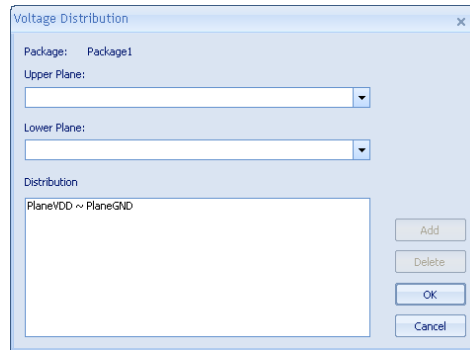 Voltage Distribution
Package: Package1
Upper Plane:
Lower Plane:
Distribution
PlaneVDD ~ PlaneGND
Add
Delete
OK
Cancel